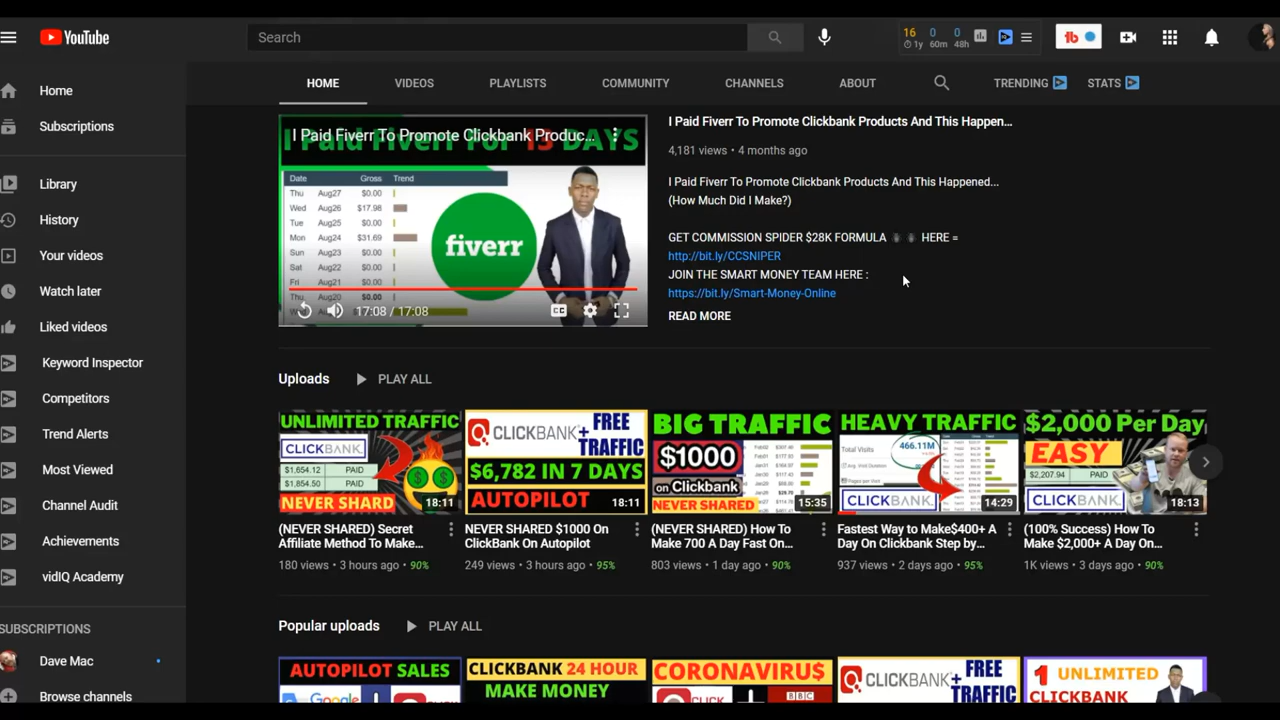 YouTube
Search
16 0 0
1y 60m 48h
Home
Subscriptions
Library
History
Your videos
Watch later
Liked videos
Keyword Inspector
Competitors
Trend Alerts
Most Viewed
Channel Audit
Achievements
vidIQ Academy
SUBSCRIPTIONS
Dave Mac
Browse channels
HOME VIDEOS PLAYLISTS COMMUNITY CHANNELS ABOUT TRENDING STATS
I Paid Fiverr To Promote Clickbank Produc...
I Paid Fiverr For 13 DAYS
Date Gross Trend
Thu Aug27 $0.00
Wed Aug26 $17.98
Tue Aug25 $0.00
Mon Aug24 $31.69
Sun Aug23 $0.00
Sat Aug22 $0.00
Fri Aug21 $0.00
Thu Aug20 $0.00
fiverr
17:08 / 17:08
CC
I Paid Fiverr To Promote Clickbank Products And This Happen...
4,181 views • 4 months ago
I Paid Fiverr To Promote Clickbank Products And This Happened...
(How Much Did I Make?)
GET COMMISSION SPIDER $28K FORMULA HERE =
http://bit.ly/CCSNIPER
JOIN THE SMART MONEY TEAM HERE :
https://bit.ly/Smart-Money-Online
READ MORE
Uploads PLAY ALL
UNLIMITED TRAFFIC
CLICKBANK
$1,654.12 PAID
$1,854.50 PAID
NEVER SHARD
18:11
(NEVER SHARED) Secret
Affiliate Method To Make...
180 views • 3 hours ago • 90%
CLICKBANK + FREE
TRAFFIC
$6,782 IN 7 DAYS
AUTOPILOT
18:11
NEVER SHARED $1000 On
ClickBank On Autopilot
249 views • 3 hours ago • 95%
BIG TRAFFIC
$1000
on Clickbank
NEVER SHARED
15:35
(NEVER SHARED) How To
Make 700 A Day Fast On...
803 views • 1 day ago • 90%
HEAVY TRAFFIC
Total Visits 466.11M
CLICKBANK
14:29
Fastest Way to Make$400+ A
Day On Clickbank Step by...
937 views • 2 days ago • 95%
$2,000 Per Day
EASY
$2,207.94 PAID
CLICKBANK
18:13
(100% Success) How To
Make $2,000+ A Day On...
1K views • 3 days ago • 90%
Popular uploads PLAY ALL
AUTOPILOT SALES
Google
CLICKBANK 24 HOUR
MAKE MONEY
CORONAVIRU$
CLICK
BBC
CLICKBANK + FREE
TRAFFIC
1 UNLIMITED
CLICKBANK